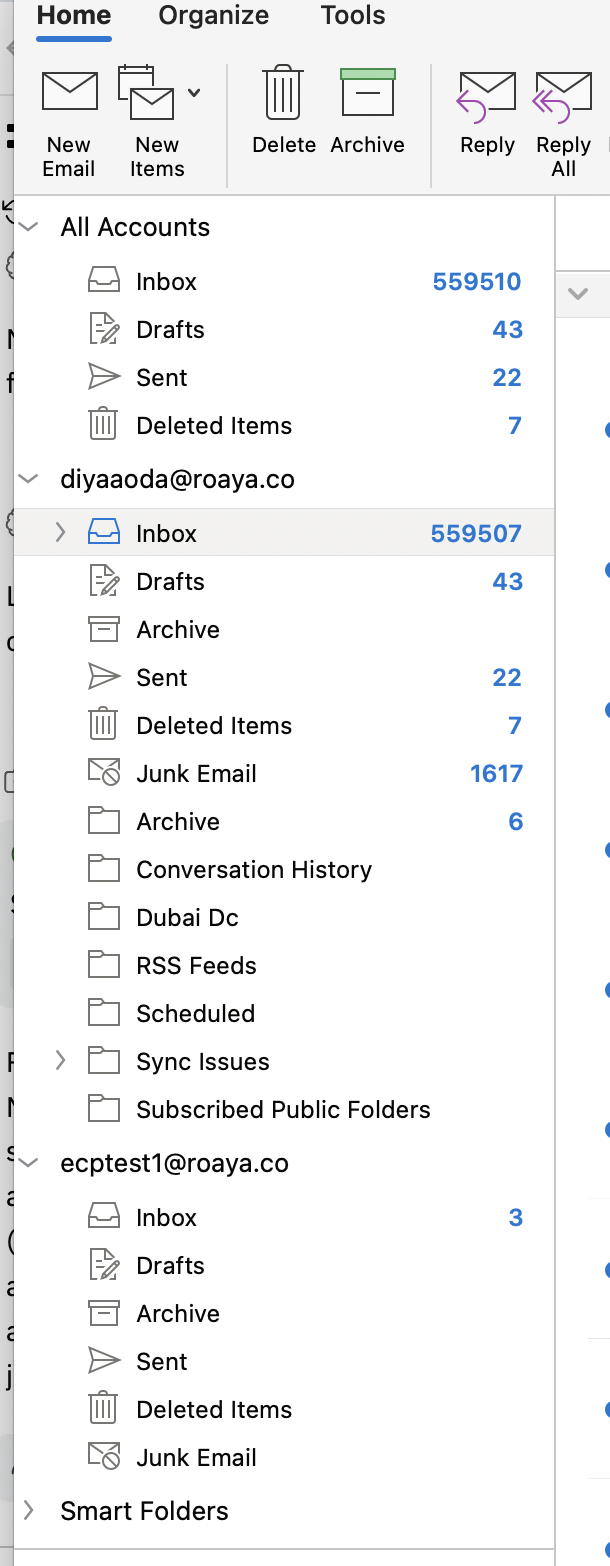 Home Organize Tools
New Email
New Items
Delete
Archive
Reply
Reply All
All Accounts
Inbox 559510
Drafts 43
Sent 22
Deleted Items 7
diyaaoda@roaya.co
Inbox 559507
Drafts 43
Archive
Sent 22
Deleted Items 7
Junk Email 1617
Archive 6
Conversation History
Dubai Dc
RSS Feeds
Scheduled
Sync Issues
Subscribed Public Folders
ecptest1@roaya.co
Inbox 3
Drafts
Archive
Sent
Deleted Items
Junk Email
Smart Folders